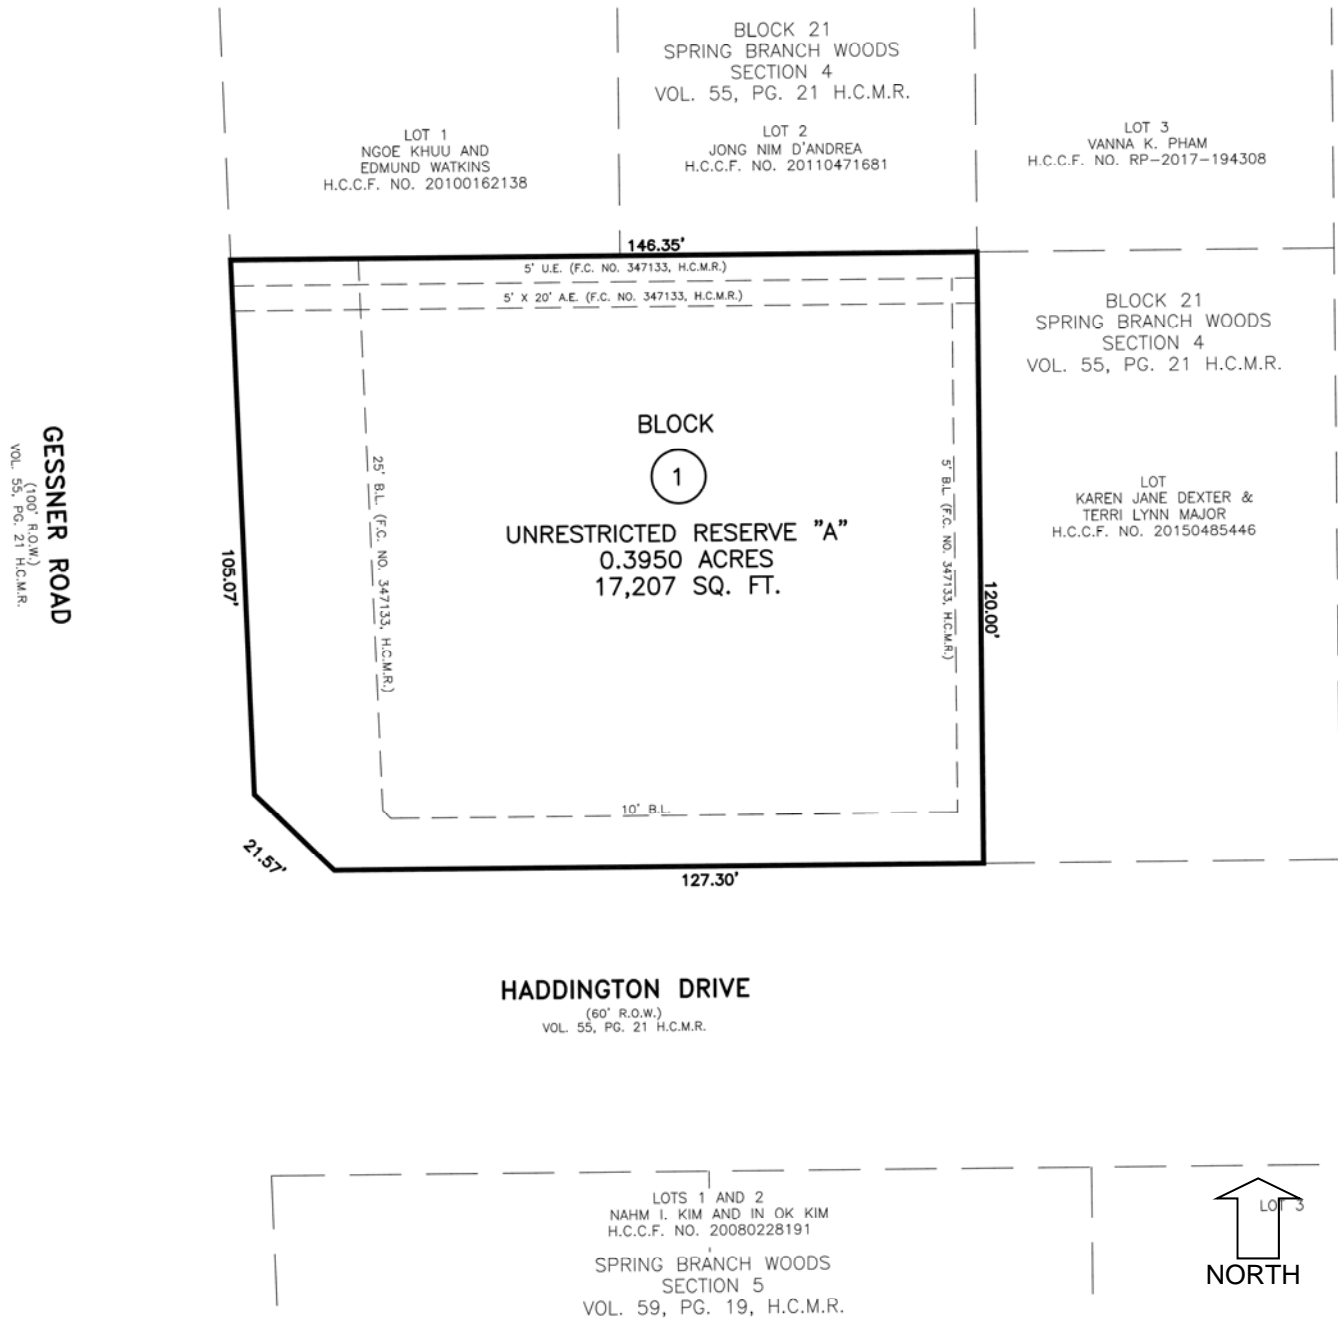 BLOCK 21
SPRING BRANCH WOODS
SECTION 4
VOL. 55, PG. 21 H.C.M.R.
LOT 1
NGOE KHUU AND
EDMUND WATKINS
H.C.C.F. NO. 20100162138
LOT 2
JONG NIM D'ANDREA
H.C.C.F. NO. 20110471681
LOT 3
VANNA K. PHAM
H.C.C.F. NO. RP-2017-194308
146.35'
5' U.E. (F.C. NO. 347133, H.C.M.R.)
5' X 20' A.E. (F.C. NO. 347133, H.C.M.R.)
BLOCK 21
SPRING BRANCH WOODS
SECTION 4
VOL. 55, PG. 21 H.C.M.R.
GESSNER ROAD
(100' R.O.W.)
VOL. 55, PG. 21 H.C.M.R.
105.07'
25' B.L. (F.C. NO. 347133, H.C.M.R.)
BLOCK
1
UNRESTRICTED RESERVE "A"
0.3950 ACRES
17,207 SQ. FT.
5' B.L. (F.C. NO. 347133, H.C.M.R.)
120.00'
LOT
KAREN JANE DEXTER &
TERRI LYNN MAJOR
H.C.C.F. NO. 20150485446
10' B.L.
21.57'
127.30'
HADDINGTON DRIVE
(60' R.O.W.)
VOL. 55, PG. 21 H.C.M.R.
LOTS 1 AND 2
NAHM I. KIM AND IN OK KIM
H.C.C.F. NO. 20080228191
SPRING BRANCH WOODS
SECTION 5
VOL. 59, PG. 19, H.C.M.R.
LOT 3
NORTH